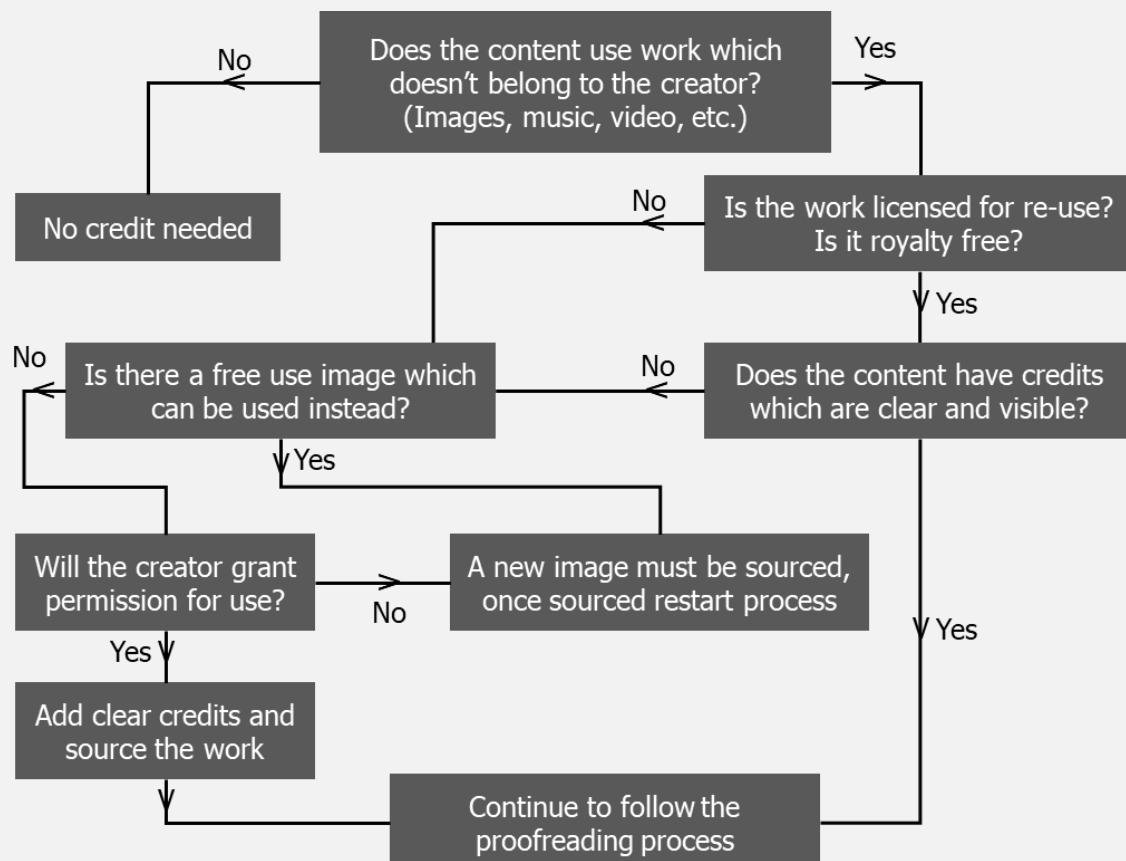 Does the content use work which
doesn’t belong to the creator?
(Images, music, video, etc.)
No
Yes
No credit needed
Is the work licensed for re-use?
Is it royalty free?
No
Yes
Is there a free use image which
can be used instead?
No
Does the content have credits
which are clear and visible?
No
Yes
Will the creator grant
permission for use?
No
A new image must be sourced,
once sourced restart process
Yes
Yes
Add clear credits and
source the work
Continue to follow the
proofreading process